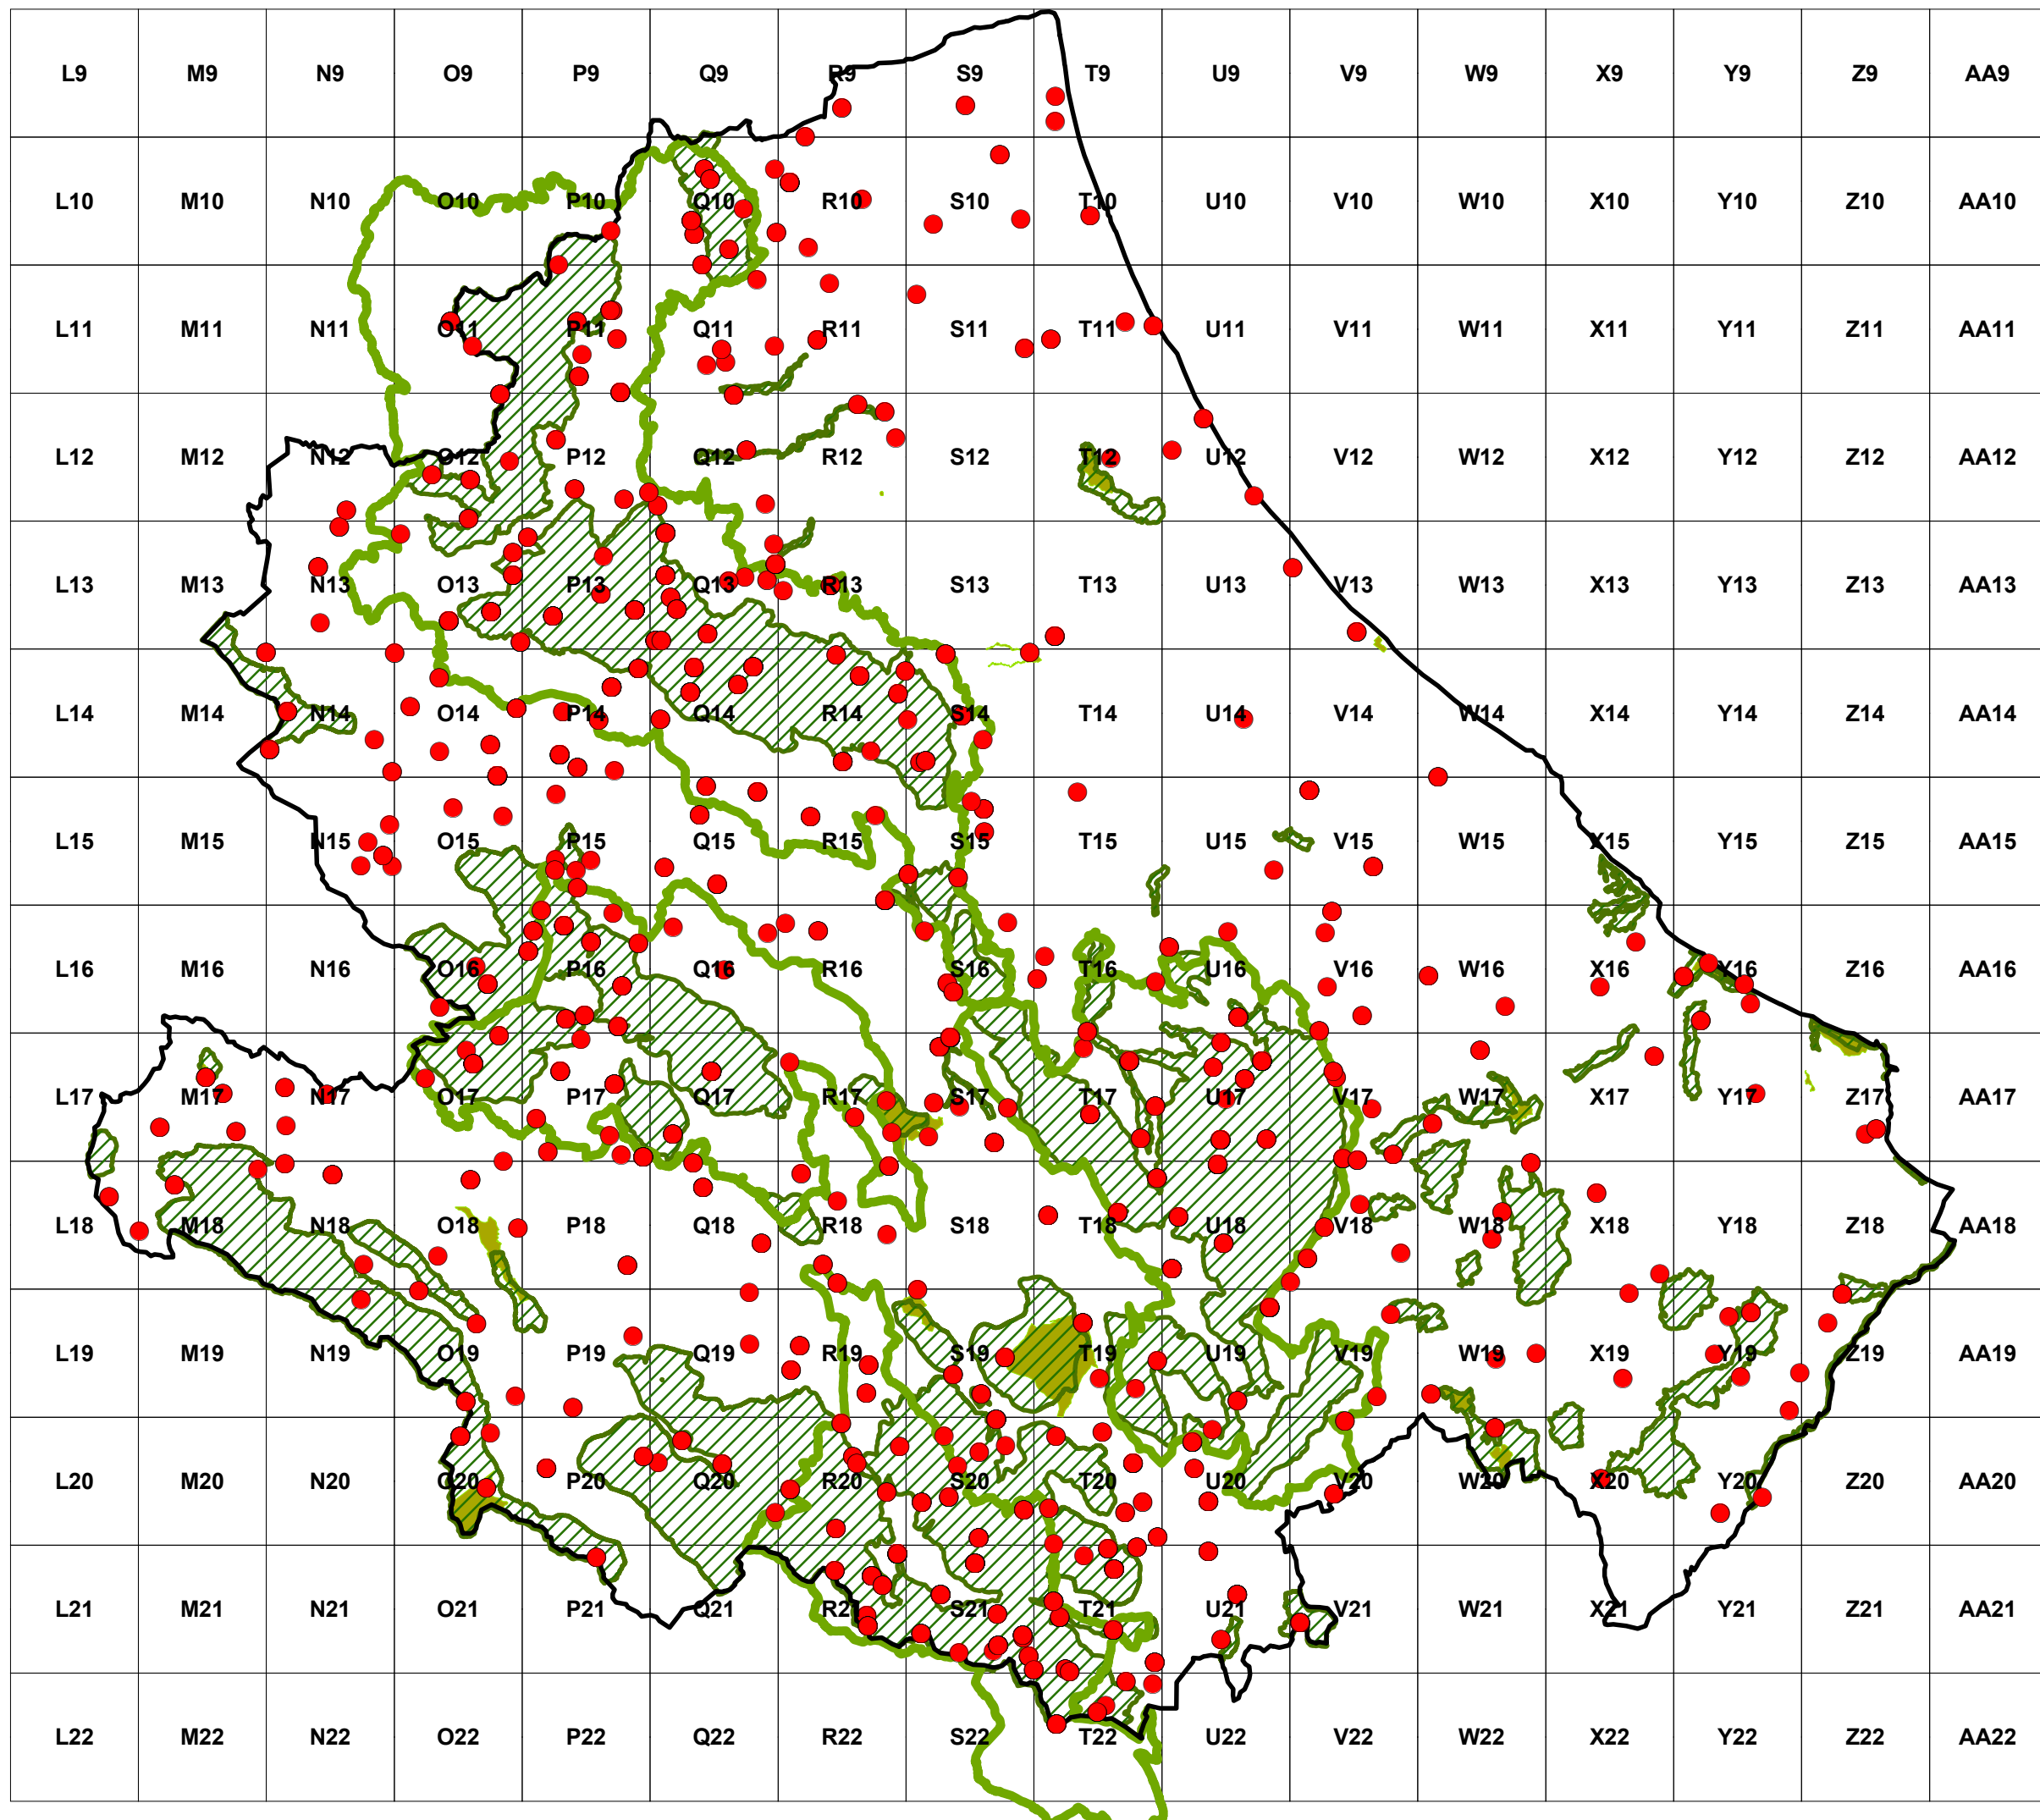 L9 M9 N9 O9 P9 Q9 R9 S9 T9 U9 V9 W9 X9 Y9 Z9 AA9
L10 M10 N10 O10 P10 Q10 R10 S10 T10 U10 V10 W10 X10 Y10 Z10 AA10
L11 M11 N11 O11 P11 Q11 R11 S11 T11 U11 V11 W11 X11 Y11 Z11 AA11
L12 M12 N12 O12 P12 Q12 R12 S12 T12 U12 V12 W12 X12 Y12 Z12 AA12
L13 M13 N13 O13 P13 Q13 R13 S13 T13 U13 V13 W13 X13 Y13 Z13 AA13
L14 M14 N14 O14 P14 Q14 R14 S14 T14 U14 V14 W14 X14 Y14 Z14 AA14
L15 M15 N15 O15 P15 Q15 R15 S15 T15 U15 V15 W15 X15 Y15 Z15 AA15
L16 M16 N16 O16 P16 Q16 R16 S16 T16 U16 V16 W16 X16 Y16 Z16 AA16
L17 M17 N17 O17 P17 Q17 R17 S17 T17 U17 V17 W17 X17 Y17 Z17 AA17
L18 M18 N18 O18 P18 Q18 R18 S18 T18 U18 V18 W18 X18 Y18 Z18 AA18
L19 M19 N19 O19 P19 Q19 R19 S19 T19 U19 V19 W19 X19 Y19 Z19 AA19
L20 M20 N20 O20 P20 Q20 R20 S20 T20 U20 V20 W20 X20 Y20 Z20 AA20
L21 M21 N21 O21 P21 Q21 R21 S21 T21 U21 V21 W21 X21 Y21 Z21 AA21
L22 M22 N22 O22 P22 Q22 R22 S22 T22 U22 V22 W22 X22 Y22 Z22 AA22